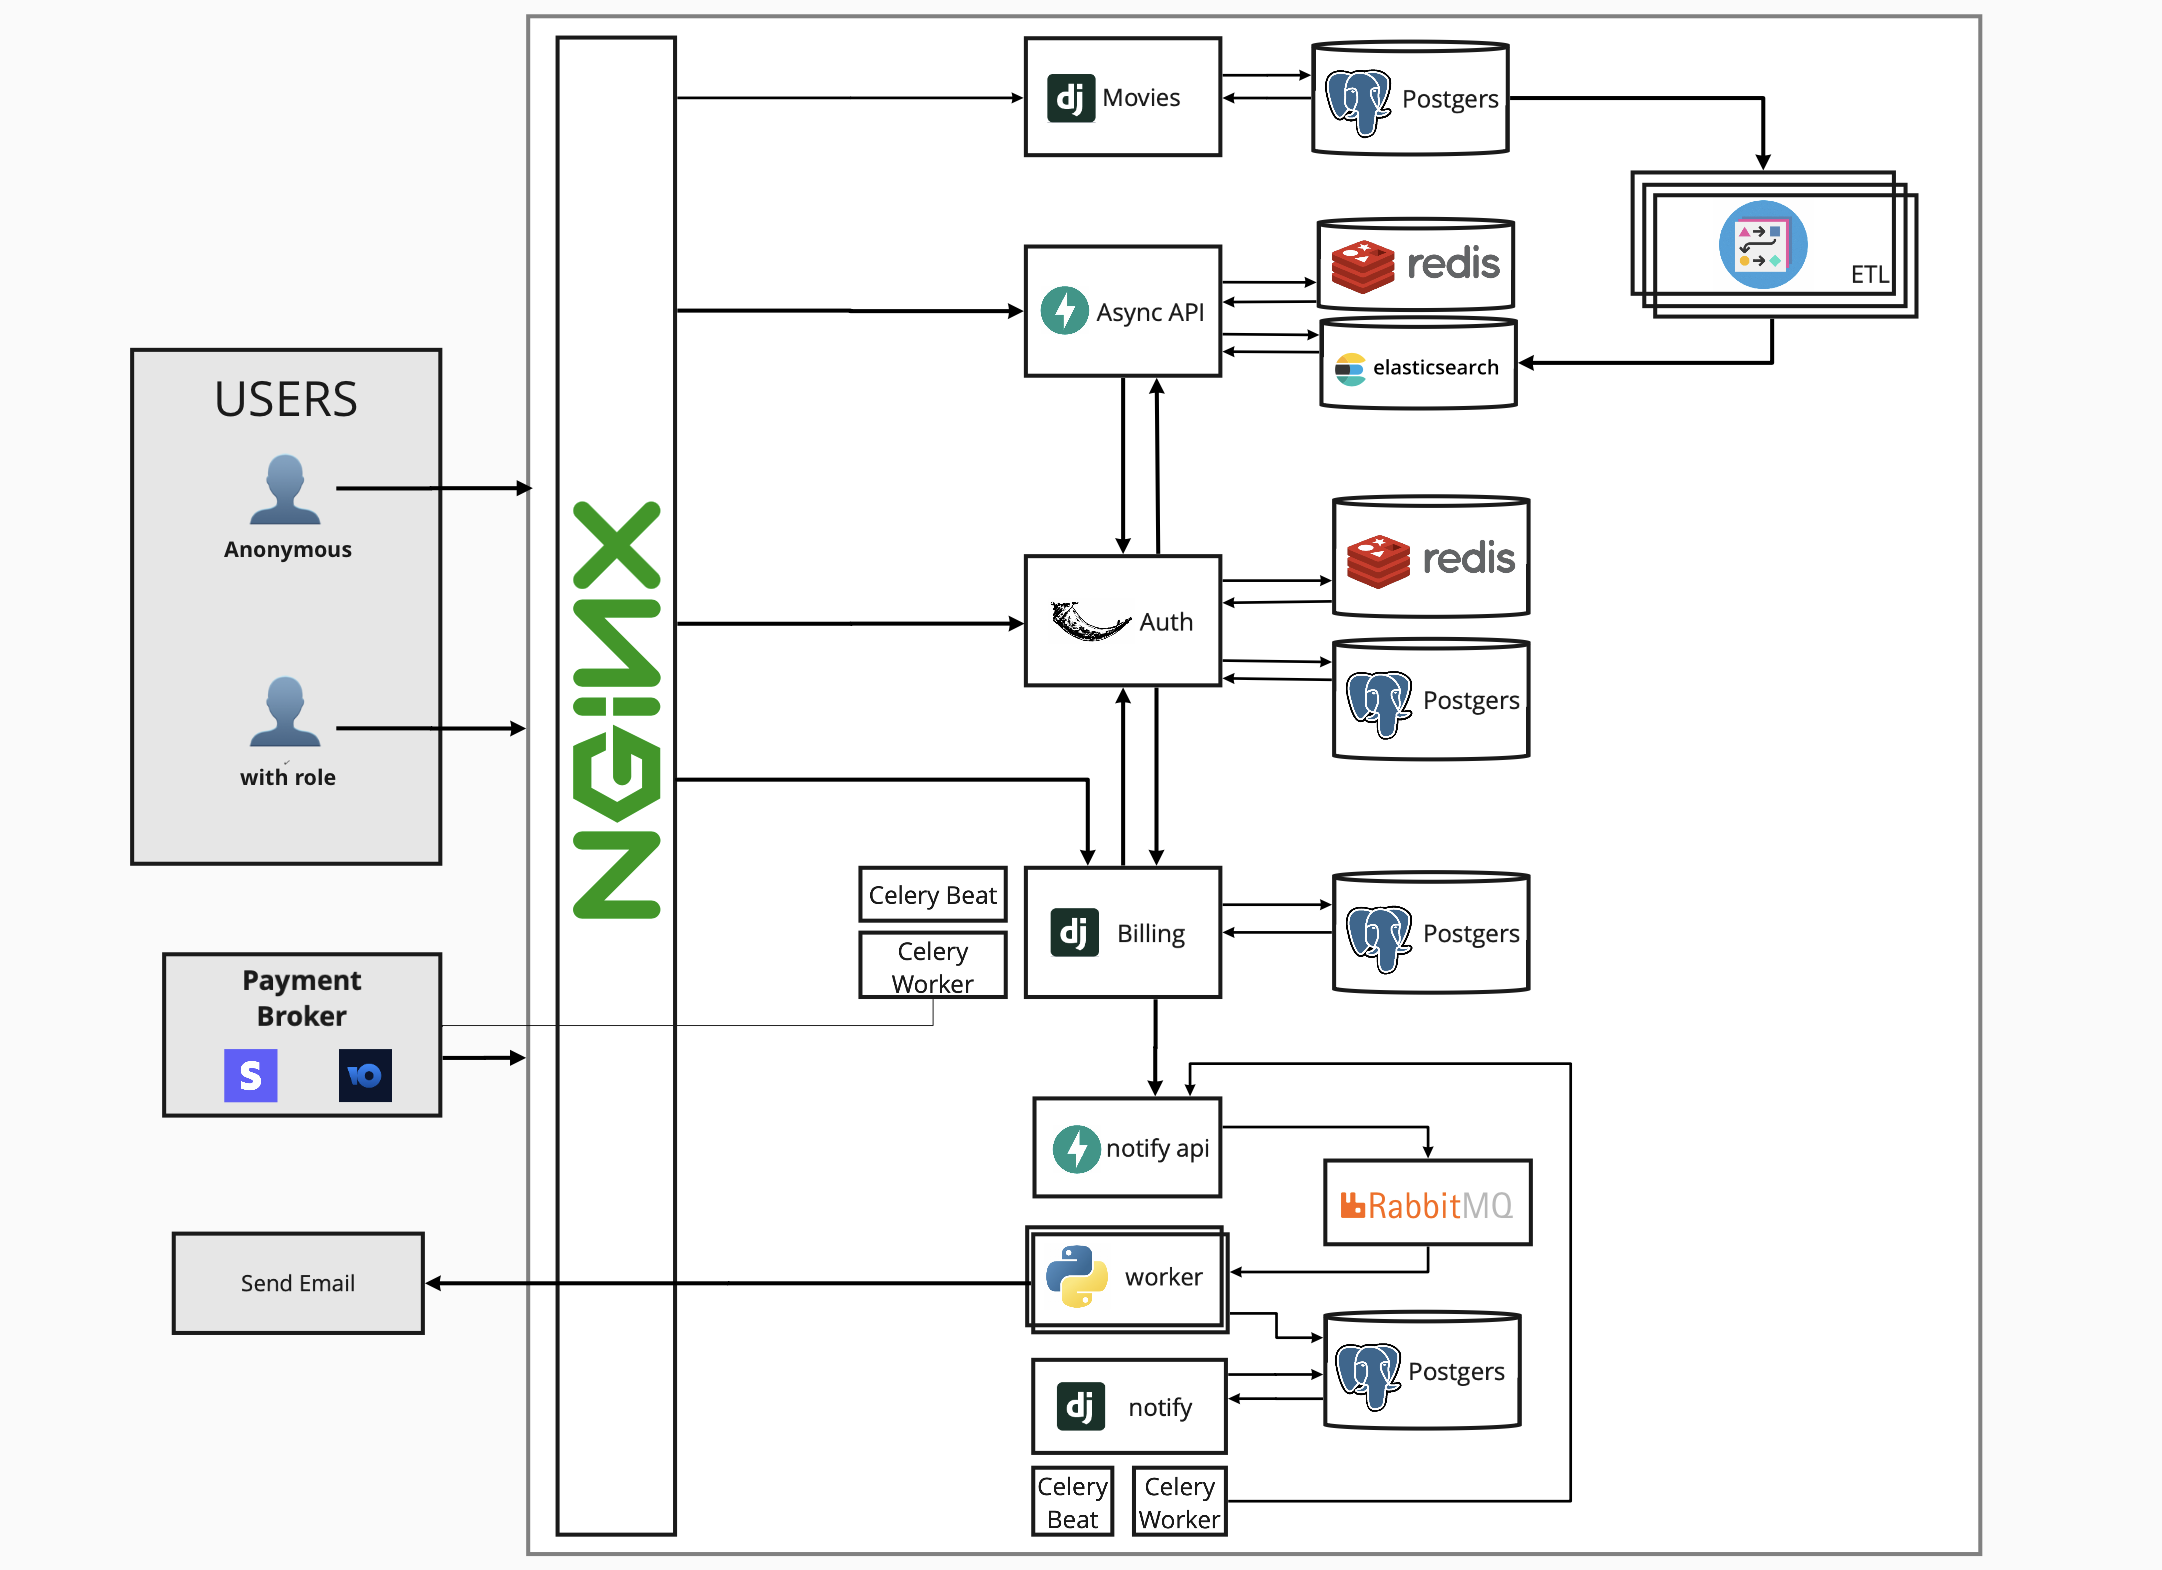 USERS
Anonymous
with role
Payment
Broker
S
Ю
Send Email
NGiNX
dj Movies
Postgers
ETL
Async API
redis
elasticsearch
Auth
redis
Postgers
Celery Beat
Celery
Worker
dj Billing
Postgers
notify api
RabbitMQ
worker
Postgers
dj notify
Celery
Beat
Celery
Worker